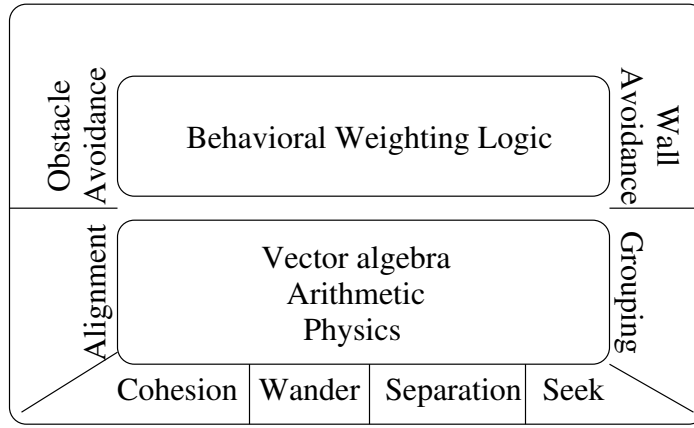 Obstacle
Avoidance
Behavioral Weighting Logic
Wall
Avoidance
Alignment
Vector algebra
Arithmetic
Physics
Grouping
Cohesion
Wander
Separation
Seek